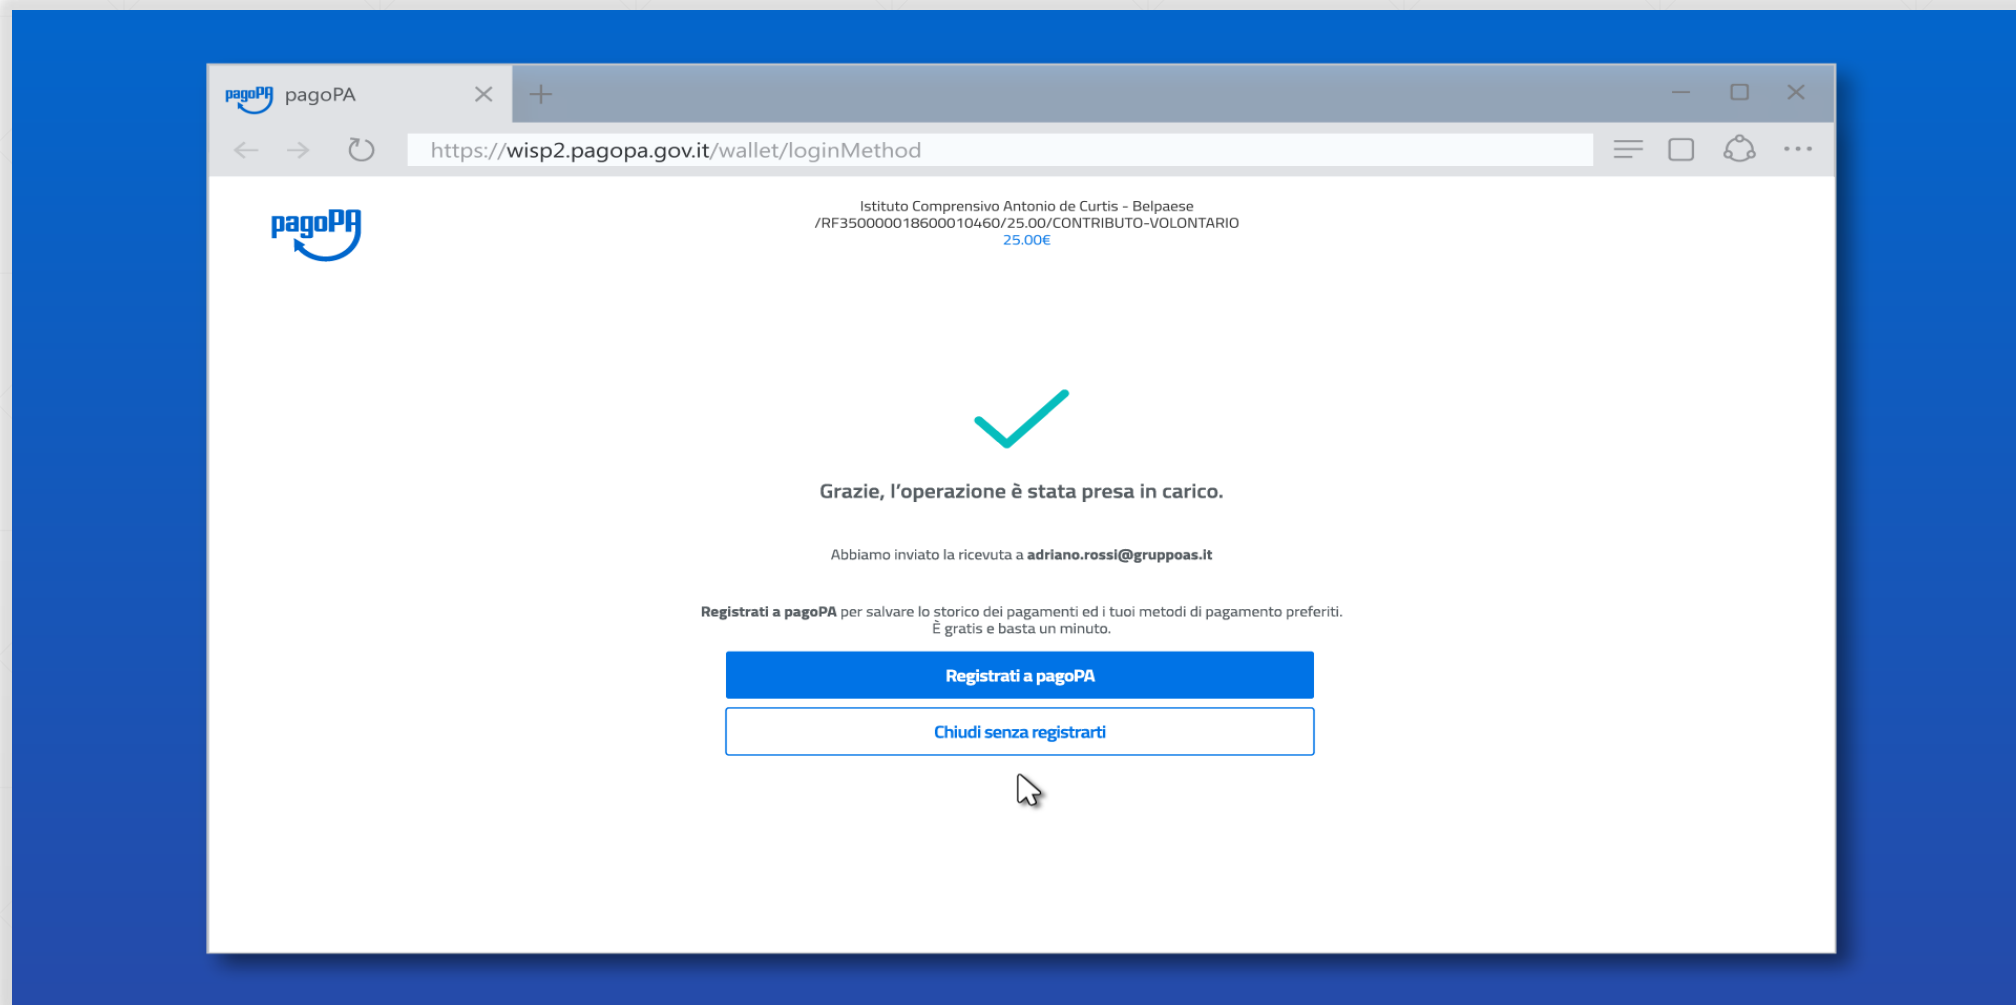 pagoPA pagoPA
https://wisp2.pagopa.gov.it/wallet/loginMethod
pagoPA
Istituto Comprensivo Antonio de Curtis - Belpaese
/RF350000018600010460/25.00/CONTRIBUTO-VOLONTARIO
25.00€
Grazie, l'operazione è stata presa in carico.
Abbiamo inviato la ricevuta a adriano.rossi@gruppoas.it
Registrati a pagoPA per salvare lo storico dei pagamenti ed i tuoi metodi di pagamento preferiti.
È gratis e basta un minuto.
Registrati a pagoPA
Chiudi senza registrarti